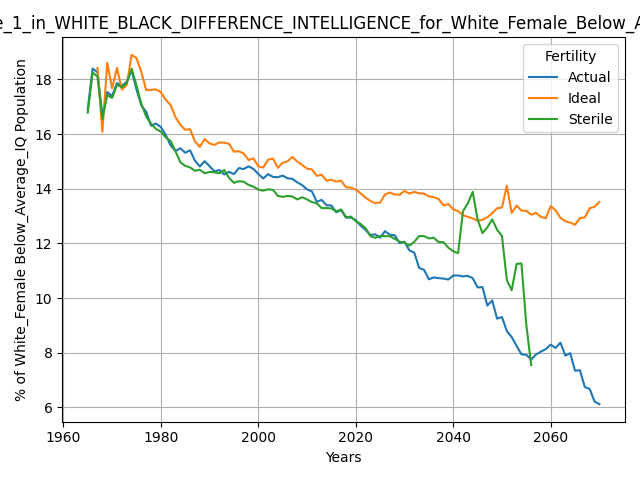 e_1_in_WHITE_BLACK_DIFFERENCE_INTELLIGENCE_for_White_Female_Below_A
% of White_Female Below_Average_IQ Population
18
16
14
12
10
8
6
1960
1980
2000
2020
2040
2060
Years
Fertility
Actual
Ideal
Sterile